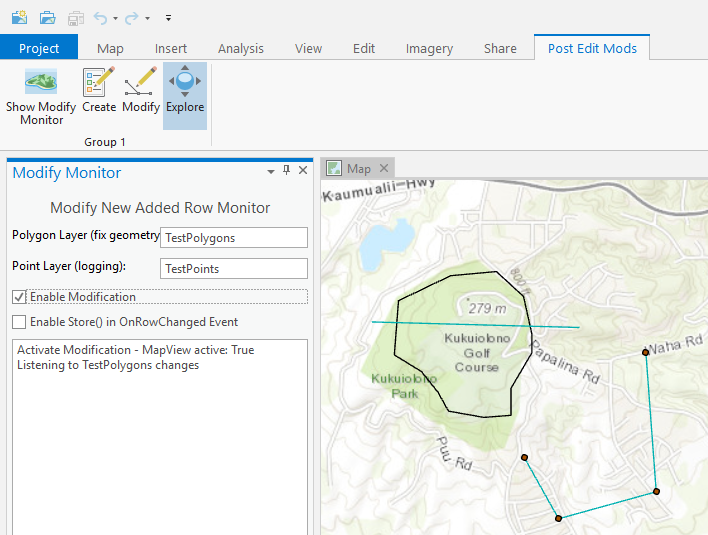 Project Map Insert Analysis View Edit Imagery Share Post Edit Mods
Show Modify Monitor
Create Modify Explore
Group 1
Modify Monitor
Map
Modify New Added Row Monitor
Polygon Layer (fix geometry TestPolygons
Point Layer (logging): TestPoints
Enable Modification
Enable Store() in OnRowChanged Event
Activate Modification - MapView active: True
Listening to TestPolygons changes
Kaumualii-Hwy
800 ft
279 m
Kukuiolono
Golf
Course
Kukuiolono
Park
Papalina Rd
Waha Rd
Puu Rd